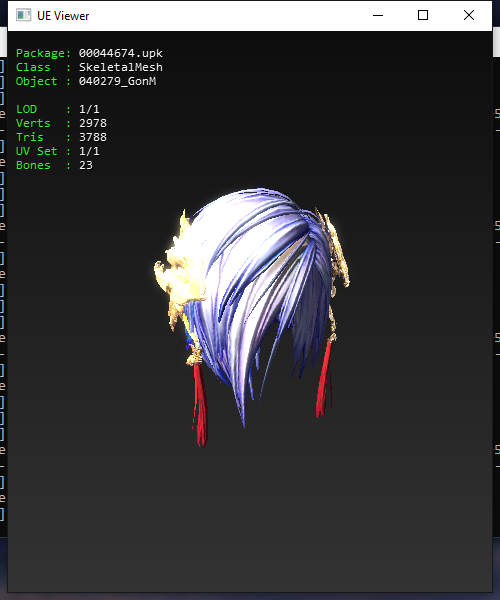 UE Viewer
Package: 00044674.upk
Class  : SkeletalMesh
Object : 040279_GonM
LOD    : 1/1
Verts  : 2978
Tris   : 3788
UV Set : 1/1
Bones  : 23